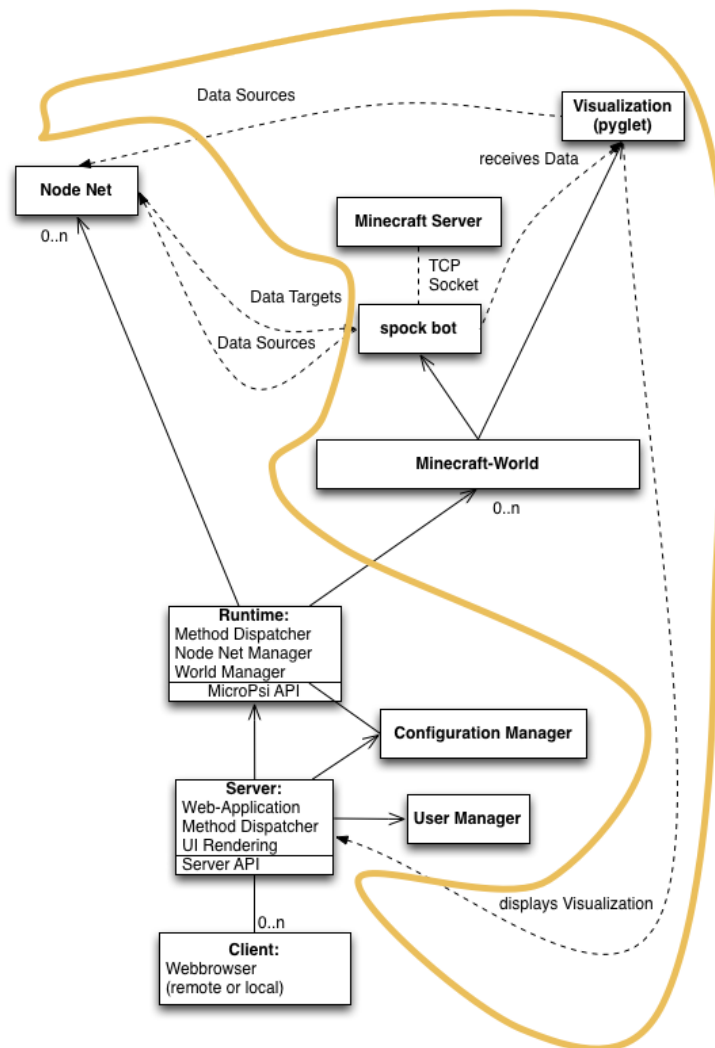 Data Sources
Visualization
(pyglet)
receives Data
Node Net
0..n
Minecraft Server
TCP
Socket
Data Targets
spock bot
Data Sources
Minecraft-World
0..n
Runtime:
Method Dispatcher
Node Net Manager
World Manager
MicroPsi API
Configuration Manager
Server:
Web-Application
Method Dispatcher
UI Rendering
Server API
User Manager
displays Visualization
0..n
Client:
Webbrowser
(remote or local)